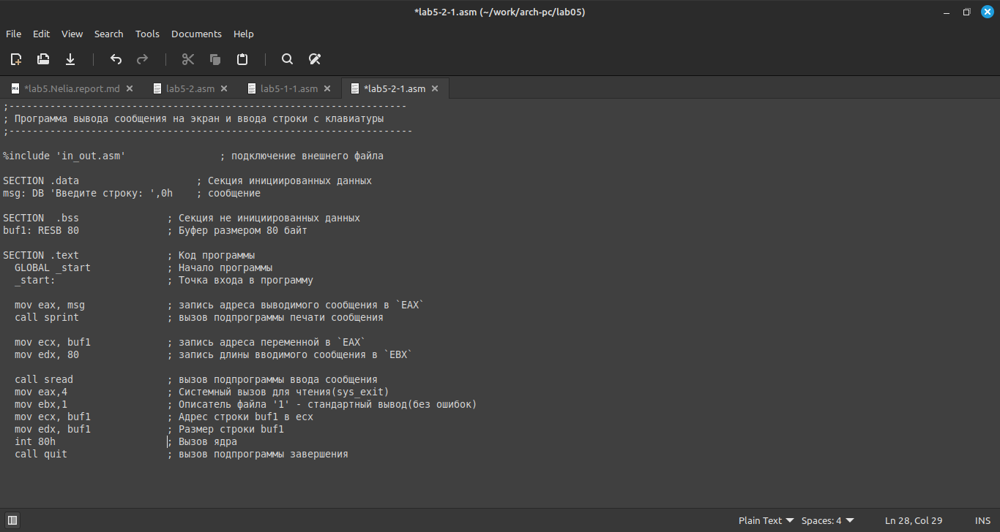 *lab5-2-1.asm (~/work/arch-pc/lab05)
File Edit View Search Tools Documents Help
*lab5.Nelia.report.md lab5-2.asm lab5-1-1.asm *lab5-2-1.asm
;--------------------------------------------------------------------
; Программа вывода сообщения на экран и ввода строки с клавиатуры
;---------------------------------------------------------------------
%include 'in_out.asm' ; подключение внешнего файла
SECTION .data ; Секция инициированных данных
msg: DB 'Введите строку: ',0h ; сообщение
SECTION .bss ; Секция не инициированных данных
buf1: RESB 80 ; Буфер размером 80 байт
SECTION .text ; Код программы
GLOBAL _start ; Начало программы
_start: ; Точка входа в программу
mov eax, msg ; запись адреса выводимого сообщения в `EAX`
call sprint ; вызов подпрограммы печати сообщения
mov ecx, buf1 ; запись адреса переменной в `EAX`
mov edx, 80 ; запись длины вводимого сообщения в `EBX`
call sread ; вызов подпрограммы ввода сообщения
mov eax,4 ; Системный вызов для чтения(sys_exit)
mov ebx,1 ; Описатель файла '1' - стандартный вывод(без ошибок)
mov ecx, buf1 ; Адрес строки buf1 в ecx
mov edx, buf1 ; Размер строки buf1
int 80h ; Вызов ядра
call quit ; вызов подпрограммы завершения
Plain Text Spaces: 4 Ln 28, Col 29 INS